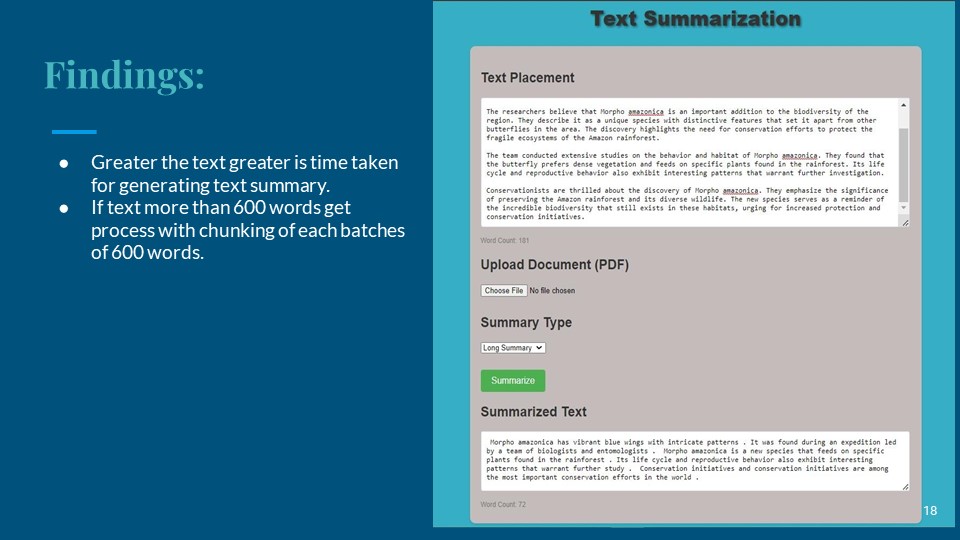 Findings:
● Greater the text greater is time taken
for generating text summary.
● If text more than 600 words get
process with chunking of each batches
of 600 words.
Text Summarization
Text Placement
The researchers believe that Morpho amazonica is an important addition to the biodiversity of the
region. They describe it as a unique species with distinctive features that set it apart from other
butterflies in the area. The discovery highlights the need for conservation efforts to protect the
fragile ecosystems of the Amazon rainforest.
The team conducted extensive studies on the behavior and habitat of Morpho amazonica. They found that
the butterfly prefers dense vegetation and feeds on specific plants found in the rainforest. Its life
cycle and reproductive behavior also exhibit interesting patterns that warrant further investigation.
Conservationists are thrilled about the discovery of Morpho amazonica. They emphasize the significance
of preserving the Amazon rainforest and its diverse wildlife. The new species serves as a reminder of
the incredible biodiversity that still exists in these habitats, urging for increased protection and
conservation initiatives.
Word Count: 181
Upload Document (PDF)
Choose File No file chosen
Summary Type
Long Summary
Summarize
Summarized Text
Morpho amazonica has vibrant blue wings with intricate patterns . It was found during an expedition led
by a team of biologists and entomologists . Morpho amazonica is a new species that feeds on specific
plants found in the rainforest . Its life cycle and reproductive behavior also exhibit interesting
patterns that warrant further study . Conservation initiatives and conservation initiatives are among
the most important conservation efforts in the world .
Word Count: 72
18